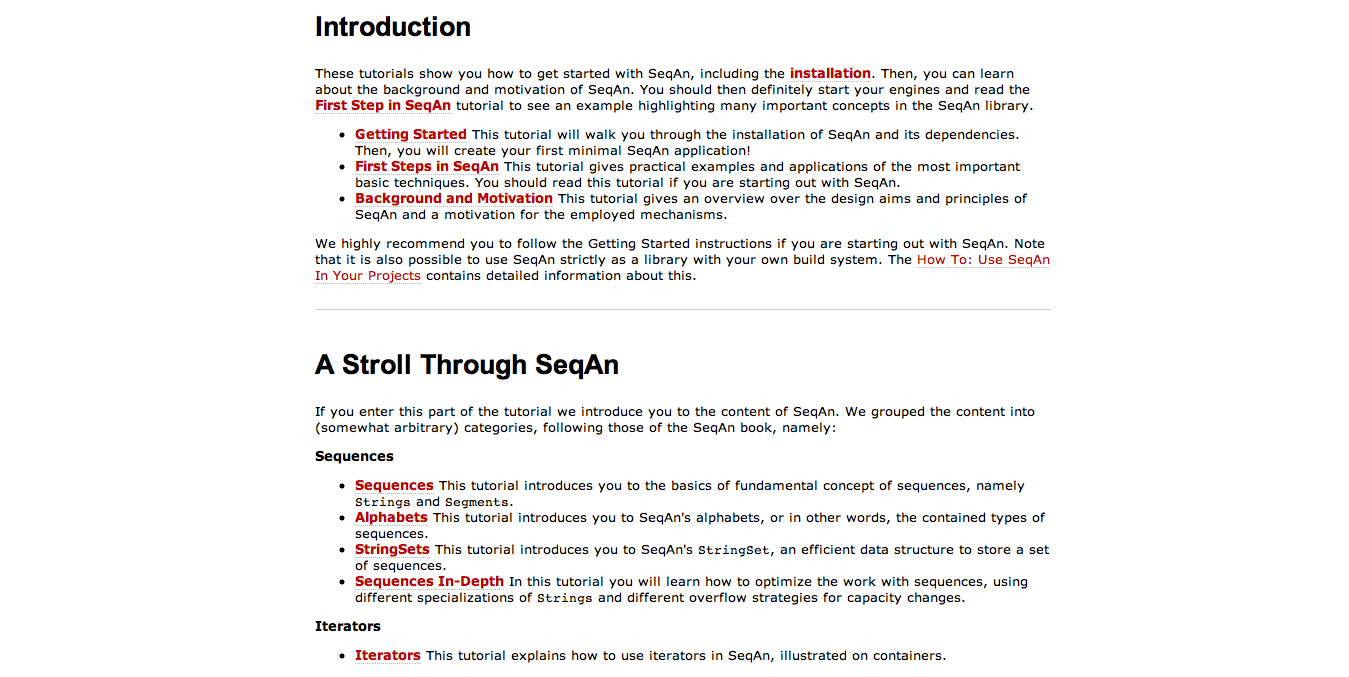 Introduction
These tutorials show you how to get started with SeqAn, including the installation. Then, you can learn
about the background and motivation of SeqAn. You should then definitely start your engines and read the
First Step in SeqAn tutorial to see an example highlighting many important concepts in the SeqAn library.
• Getting Started This tutorial will walk you through the installation of SeqAn and its dependencies.
Then, you will create your first minimal SeqAn application!
• First Steps in SeqAn This tutorial gives practical examples and applications of the most important
basic techniques. You should read this tutorial if you are starting out with SeqAn.
• Background and Motivation This tutorial gives an overview over the design aims and principles of
SeqAn and a motivation for the employed mechanisms.
We highly recommend you to follow the Getting Started instructions if you are starting out with SeqAn. Note
that it is also possible to use SeqAn strictly as a library with your own build system. The How To: Use SeqAn
In Your Projects contains detailed information about this.
A Stroll Through SeqAn
If you enter this part of the tutorial we introduce you to the content of SeqAn. We grouped the content into
(somewhat arbitrary) categories, following those of the SeqAn book, namely:
Sequences
• Sequences This tutorial introduces you to the basics of fundamental concept of sequences, namely
Strings and Segments.
• Alphabets This tutorial introduces you to SeqAn's alphabets, or in other words, the contained types of
sequences.
• StringSets This tutorial introduces you to SeqAn's StringSet, an efficient data structure to store a set
of sequences.
• Sequences In-Depth In this tutorial you will learn how to optimize the work with sequences, using
different specializations of Strings and different overflow strategies for capacity changes.
Iterators
• Iterators This tutorial explains how to use iterators in SeqAn, illustrated on containers.